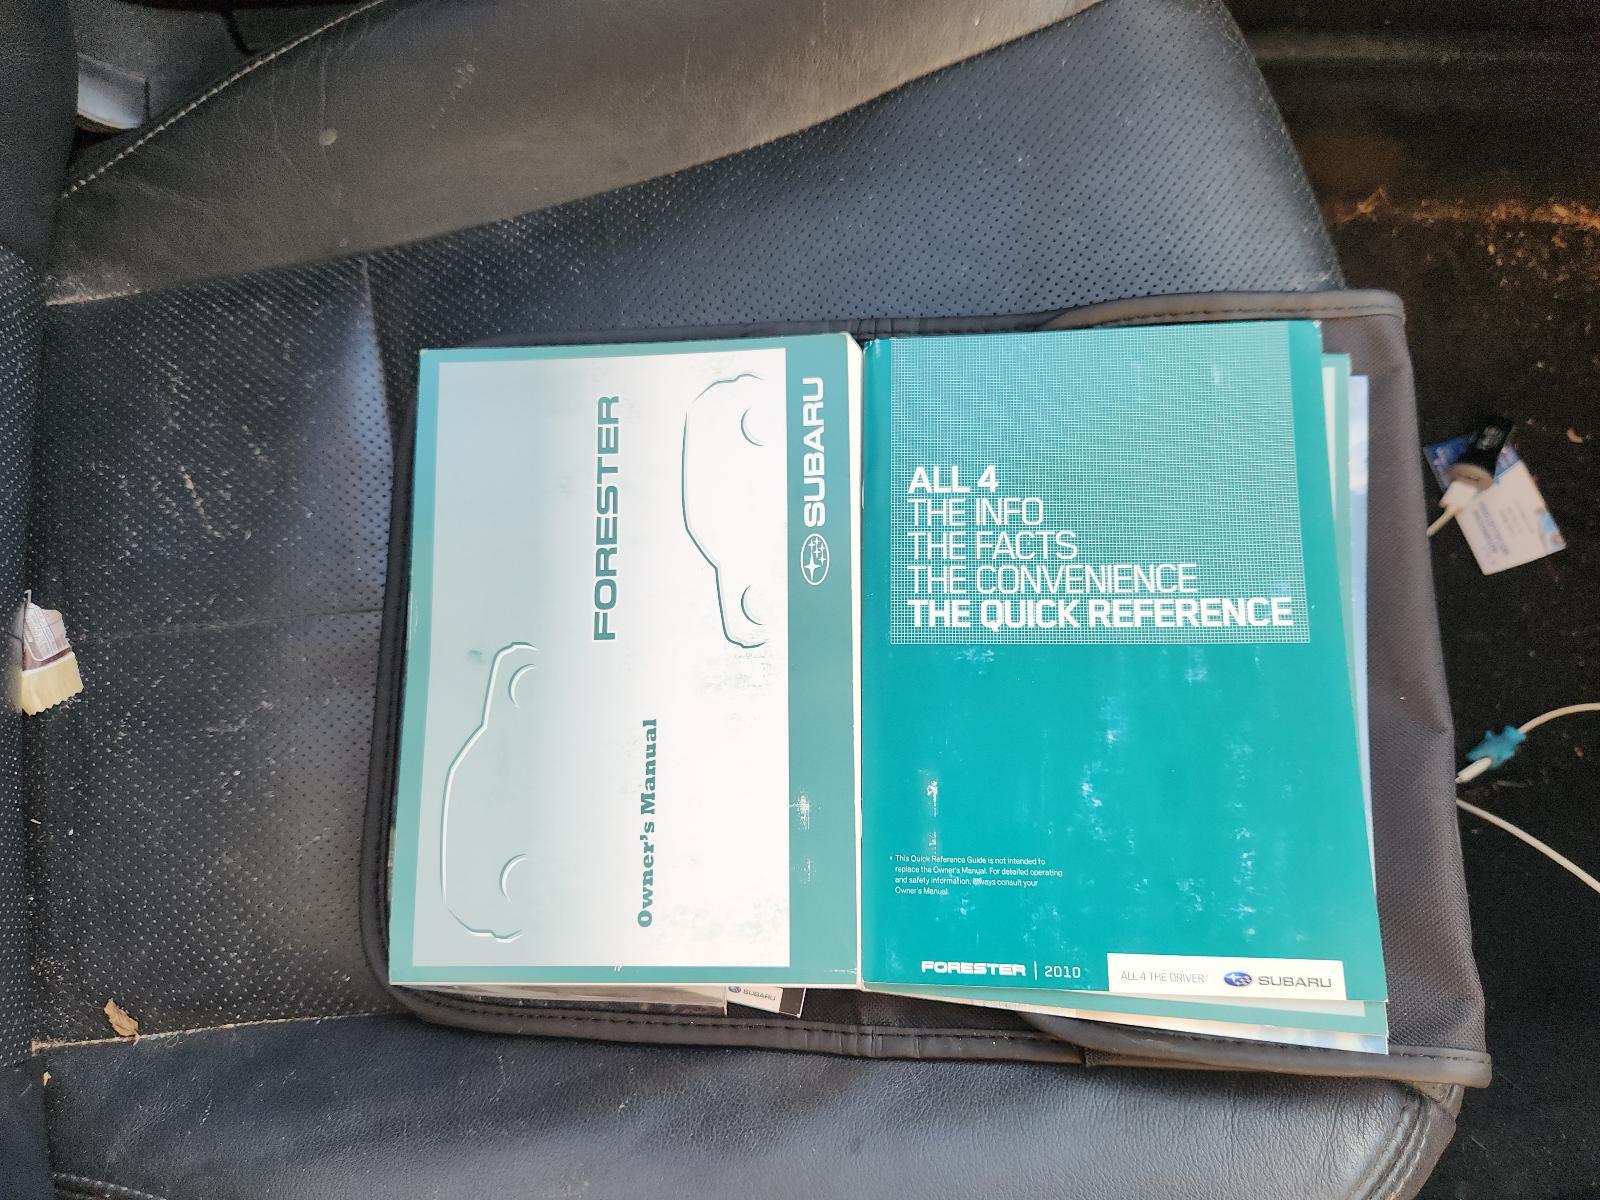 FORESTER
Owner's Manual
SUBARU
ALL 4
THE INFO
THE FACTS
THE CONVENIENCE
THE QUICK REFERENCE
• This Quick Reference Guide is not intended to
replace the Owner's Manual. For detailed operating
and safety information, always consult your
Owner's Manual.
FORESTER | 2010
ALL 4 THE DRIVER™
SUBARU
SUBARU